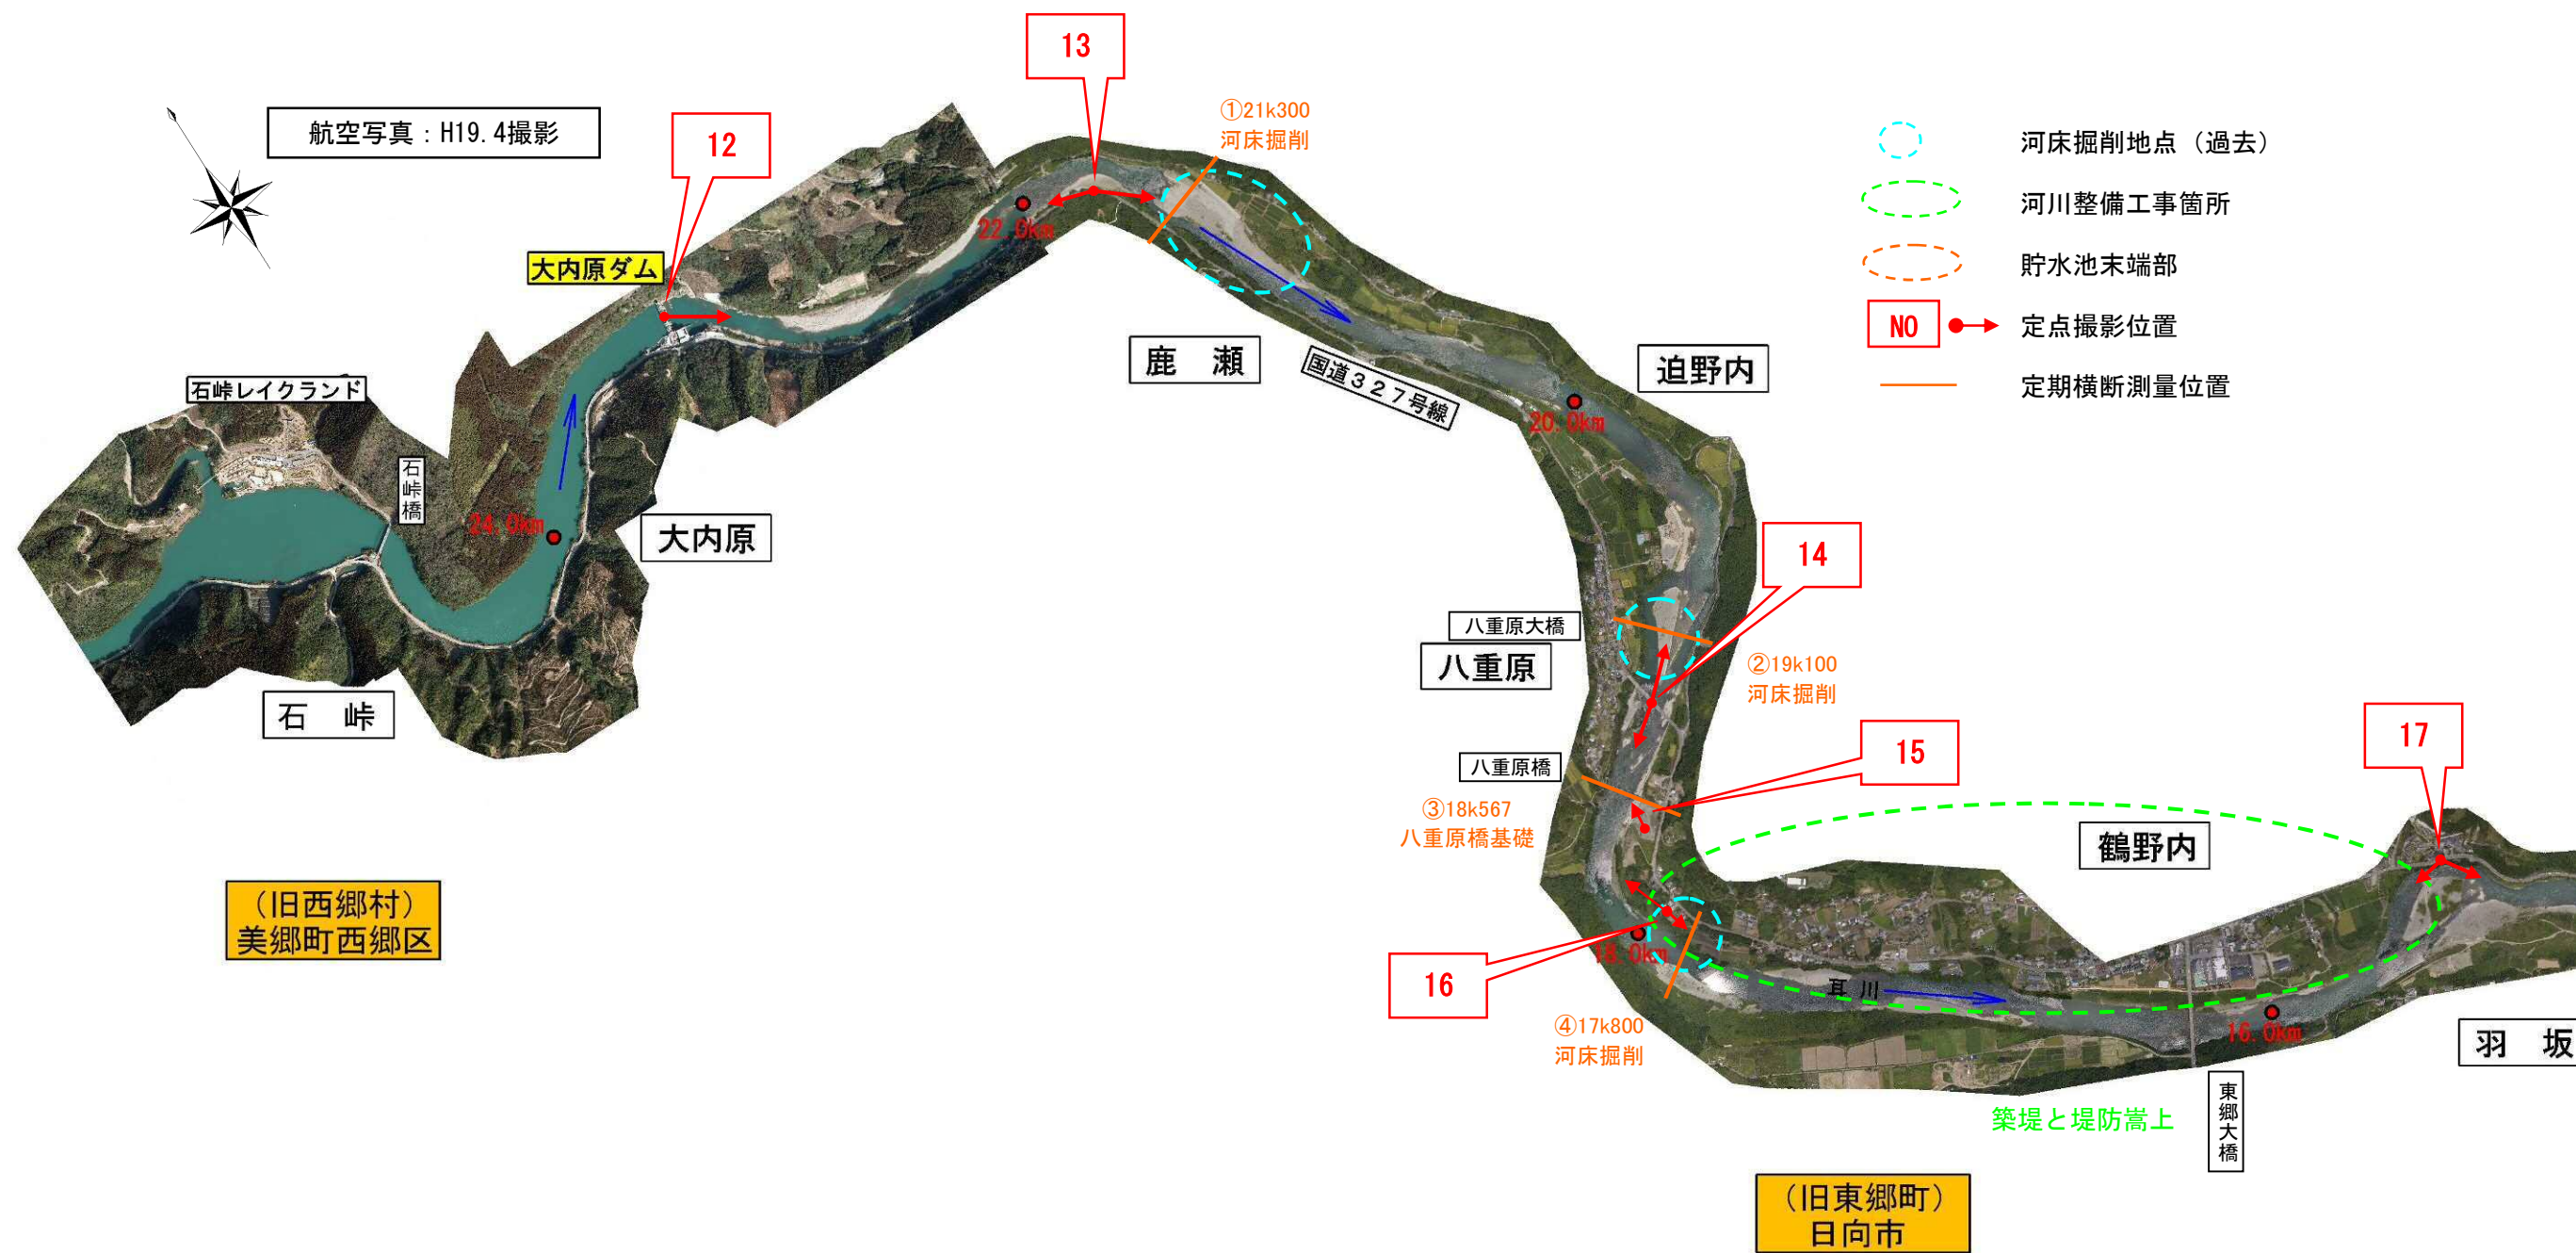 航空写真：H19.4撮影
12
13
①21k300
河床掘削
河床掘削地点（過去）
河川整備工事箇所
貯水池末端部
NO
定点撮影位置
定期横断測量位置
大内原ダム
22.0km
石峠レイクランド
石峠橋
24.0km
大内原
石　峠
鹿　瀬
国道３２７号線
迫野内
20.0km
14
八重原大橋
八重原
②19k100
河床掘削
15
八重原橋
③18k567
八重原橋基礎
17
鶴野内
16
18.0km
④17k800
河床掘削
耳 川
16.0km
羽　坂
東郷大橋
築堤と堤防嵩上
（旧西郷村）
美郷町西郷区
（旧東郷町）
日向市